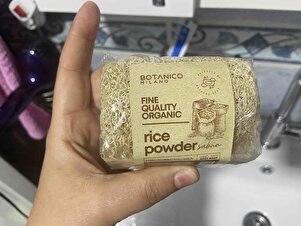 BOTANICO
MILANO
FINE
QUALITY
ORGANIC
rice
powder sabun